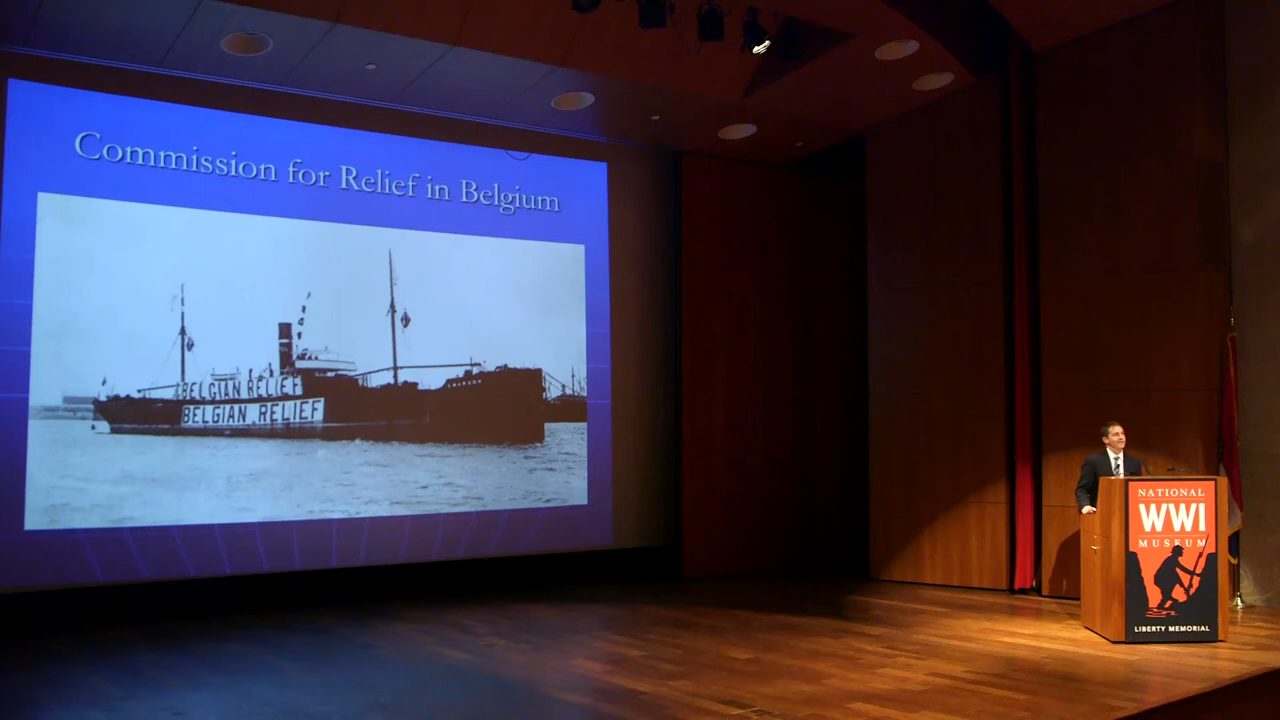 Commission for Relief in Belgium
BELGIAN RELIEF
BELGIAN RELIEF
NATIONAL
WWI
MUSEUM
LIBERTY MEMORIAL